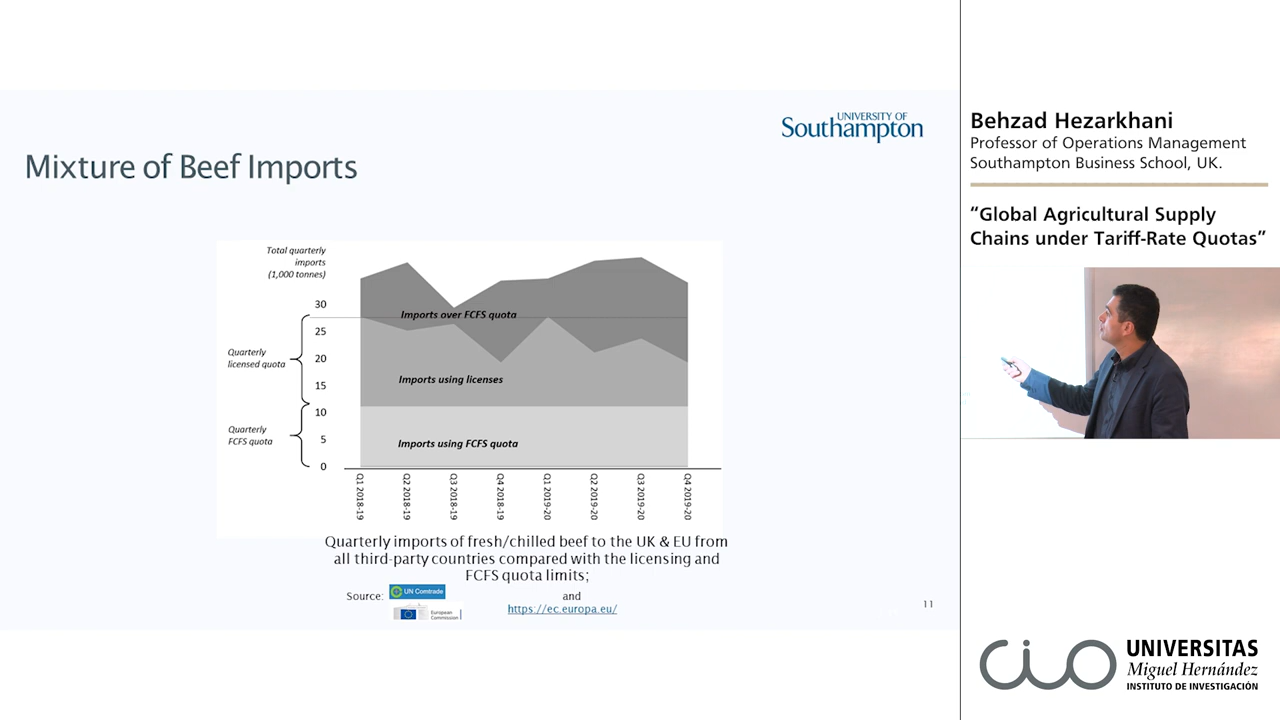 UNIVERSITY OF
Southampton
Mixture of Beef Imports
Total quarterly
imports
(1,000 tonnes)
30
25
20
15
10
5
0
Quarterly
licensed quota
Quarterly
FCFS quota
Imports over FCFS quota
Imports using licenses
Imports using FCFS quota
Q1 2018-19
Q2 2018-19
Q3 2018-19
Q4 2018-19
Q1 2019-20
Q2 2019-20
Q3 2019-20
Q4 2019-20
Quarterly imports of fresh/chilled beef to the UK & EU from
all third-party countries compared with the licensing and
FCFS quota limits;
Source: UN Comtrade and
European
Commission
https://ec.europa.eu/
11
Behzad Hezarkhani
Professor of Operations Management
Southampton Business School, UK.
“Global Agricultural Supply
Chains under Tariff-Rate Quotas”
CIO
UNIVERSITAS
Miguel Hernández
INSTITUTO DE INVESTIGACIÓN